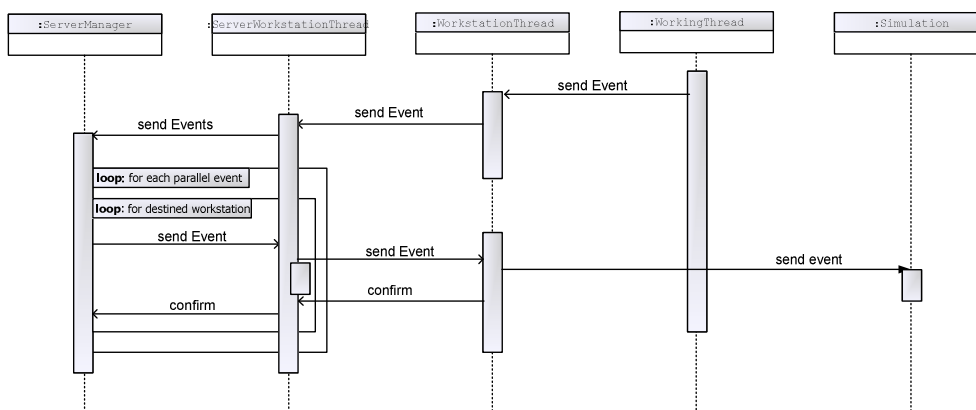 :ServerManager
:ServerWorkstationThread
:WorkstationThread
:WorkingThread
:Simulation
send Event
send Event
send Events
loop: for each parallel event
loop: for destined workstation
send Event
send Event
send event
confirm
confirm